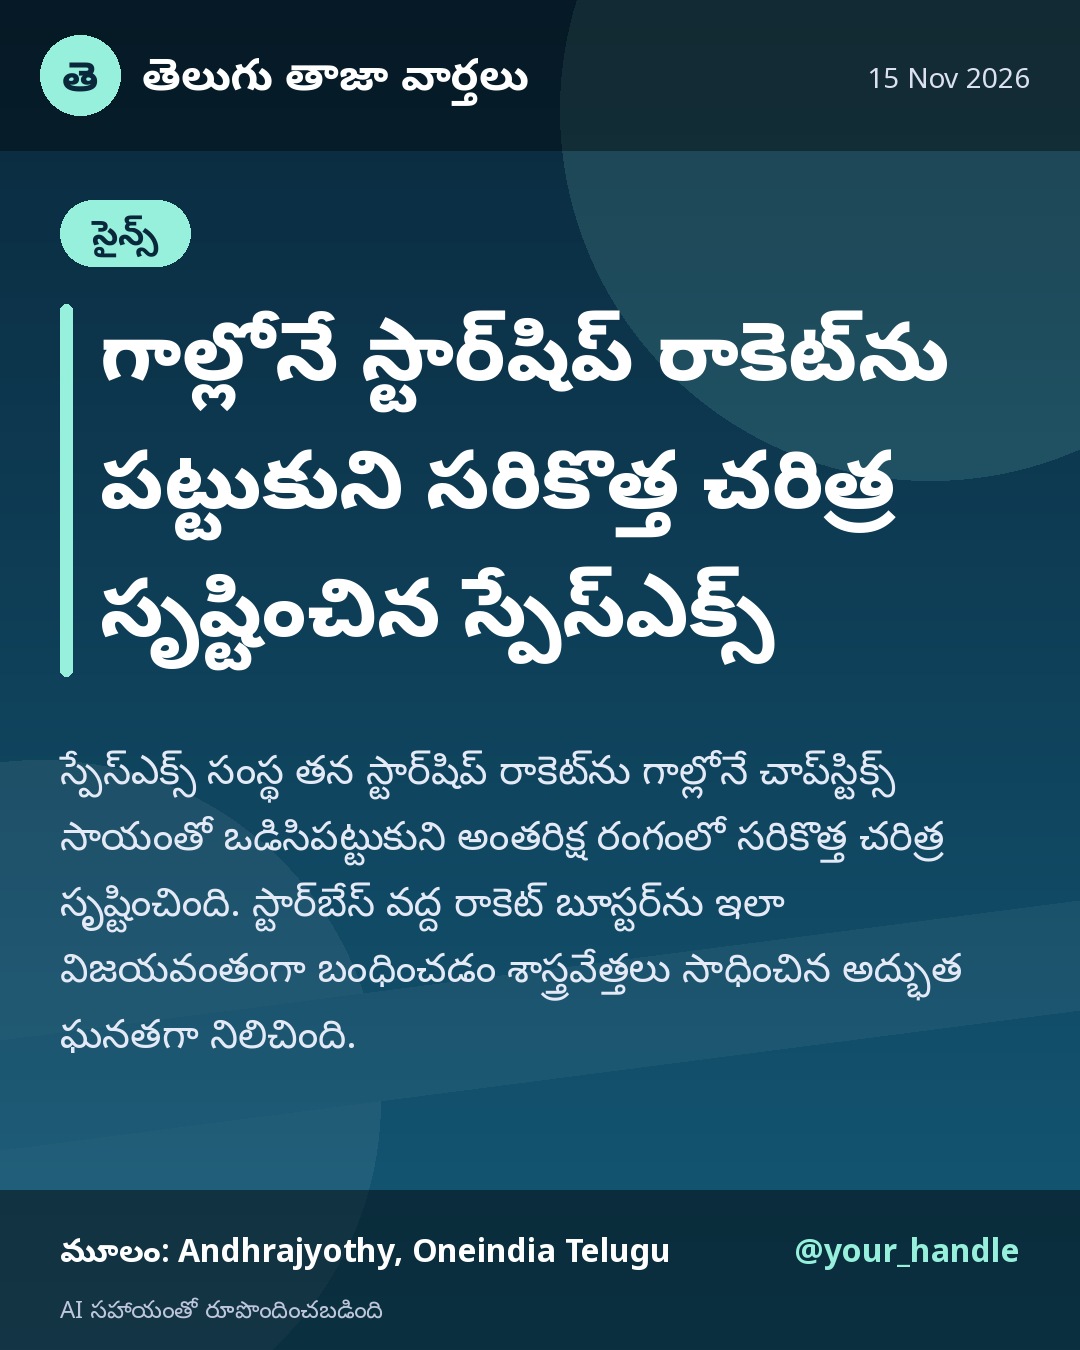 తె తెలుగు తాజా వార్తలు 15 Nov 2026
సైన్స్
గాల్లోనే స్టార్‌షిప్ రాకెట్‌ను
పట్టుకుని సరికొత్త చరిత్ర
సృష్టించిన స్పేస్‌ఎక్స్
స్పేస్‌ఎక్స్ సంస్థ తన స్టార్‌షిప్ రాకెట్‌ను గాల్లోనే చాప్‌స్టిక్స్
సాయంతో ఒడిసిపట్టుకుని అంతరిక్ష రంగంలో సరికొత్త చరిత్ర
సృష్టించింది. స్టార్‌బేస్ వద్ద రాకెట్ బూస్టర్‌ను ఇలా
విజయవంతంగా బంధించడం శాస్త్రవేత్తలు సాధించిన అద్భుత
ఘనతగా నిలిచింది.
మూలం: Andhrajyothy, Oneindia Telugu @your_handle
AI సహాయంతో రూపొందించబడింది